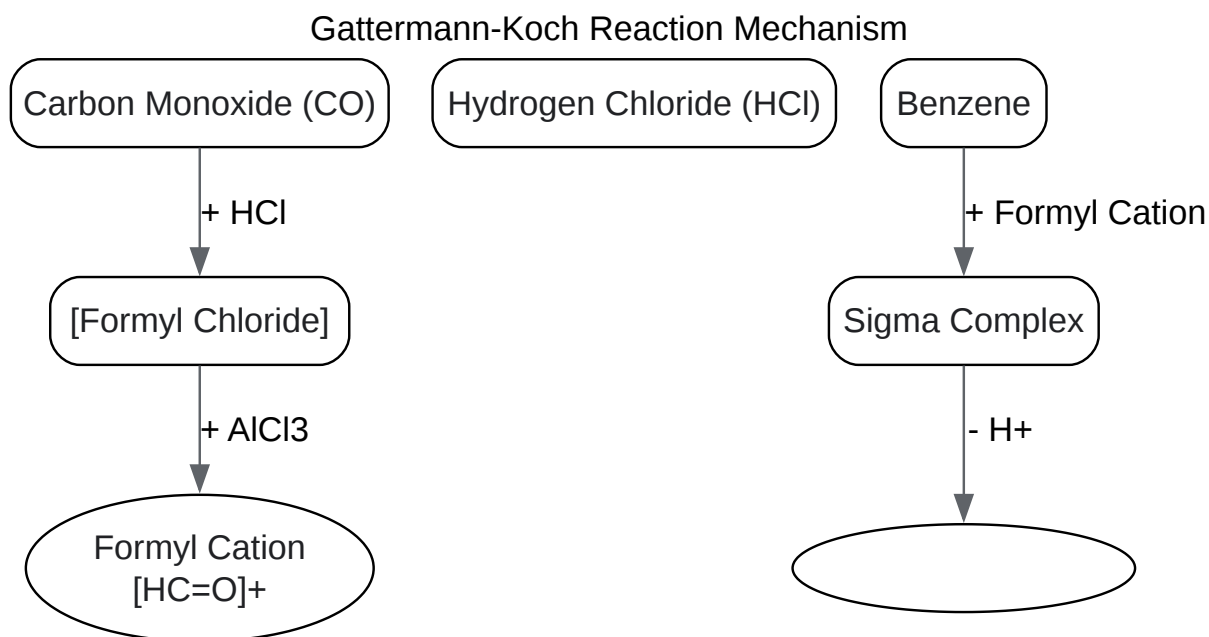 Gattermann-Koch Reaction Mechanism
Carbon Monoxide (CO)
Hydrogen Chloride (HCl)
Benzene
+ HCl
+ Formyl Cation
[Formyl Chloride]
Sigma Complex
+ AlCl3
- H+
Formyl Cation
[HC=O]+